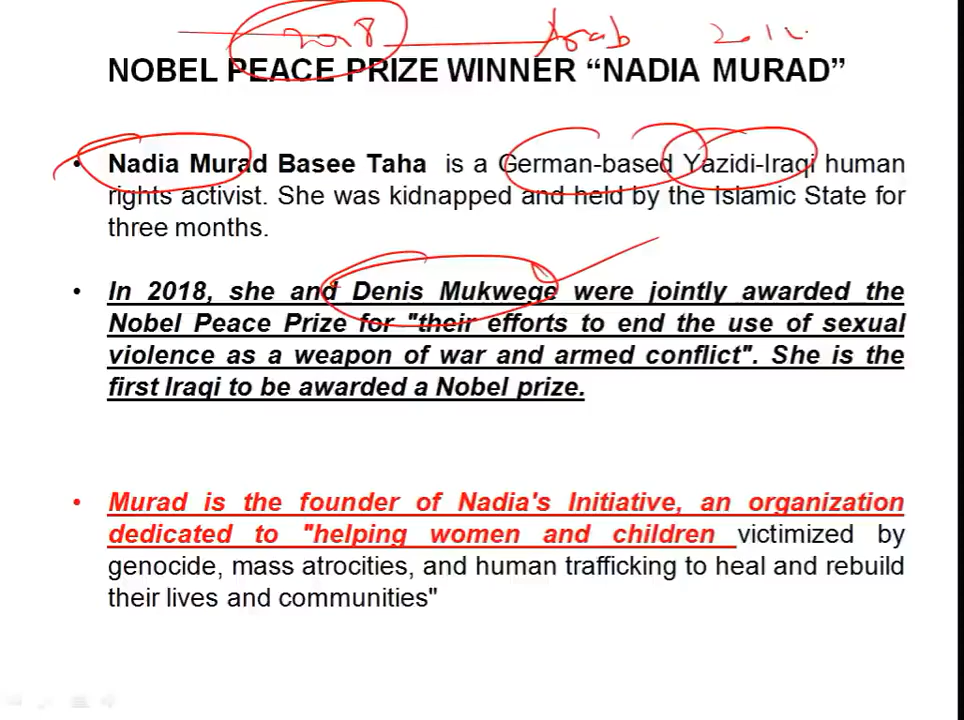 2018 Arab
NOBEL PEACE PRIZE WINNER “NADIA MURAD”
• Nadia Murad Basee Taha is a German-based Yazidi-Iraqi human
rights activist. She was kidnapped and held by the Islamic State for
three months.
• In 2018, she and Denis Mukwege were jointly awarded the
Nobel Peace Prize for "their efforts to end the use of sexual
violence as a weapon of war and armed conflict". She is the
first Iraqi to be awarded a Nobel prize.
• Murad is the founder of Nadia's Initiative, an organization
dedicated to "helping women and children victimized by
genocide, mass atrocities, and human trafficking to heal and rebuild
their lives and communities"